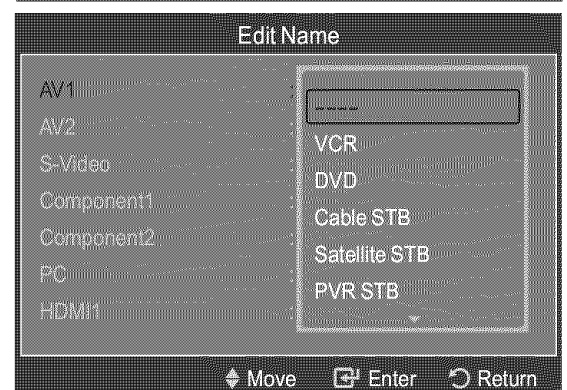 Edit Name
AV1 :
AV2 :
S-Video :
Component1 :
Component2 :
PC :
HDMI1 :
----
VCR
DVD
Cable STB
Satellite STB
PVR STB
Move Enter Return